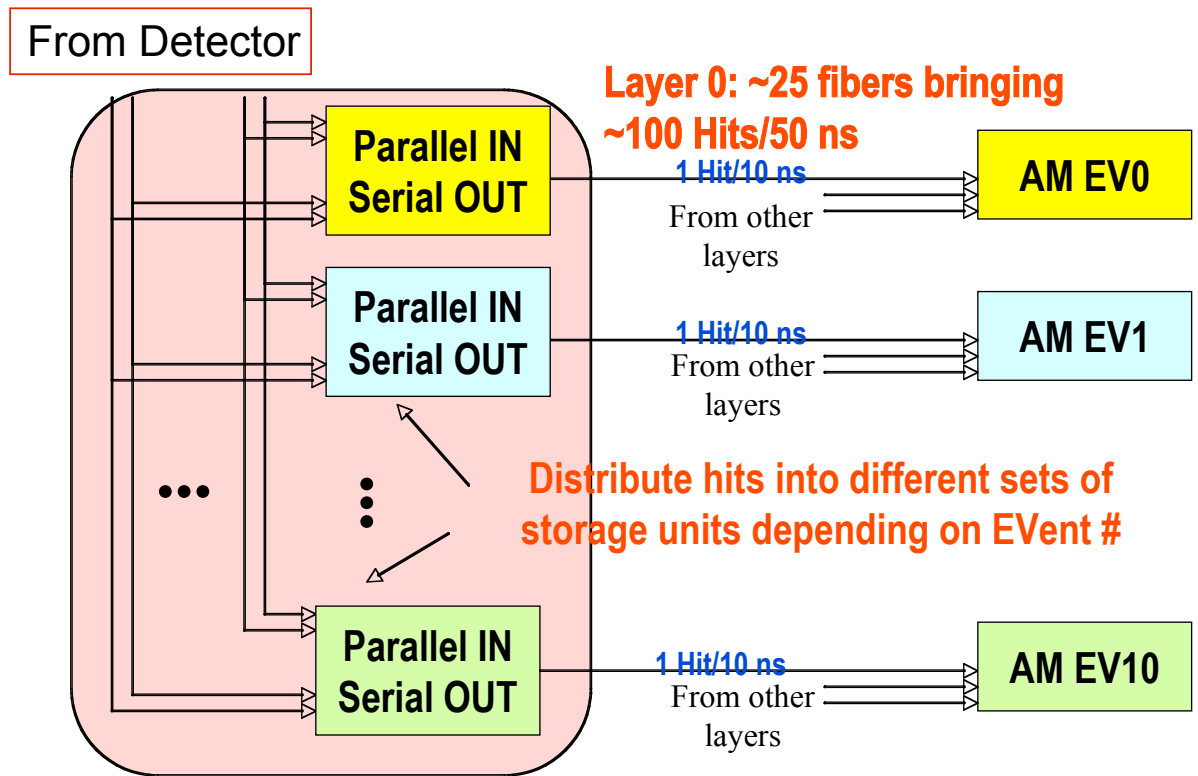 From Detector
Layer 0: ~25 fibers bringing
~100 Hits/50 ns
Parallel IN
Serial OUT
1 Hit/10 ns
From other
layers
AM EV0
Parallel IN
Serial OUT
1 Hit/10 ns
From other
layers
AM EV1
Distribute hits into different sets of
storage units depending on EVent #
Parallel IN
Serial OUT
1 Hit/10 ns
From other
layers
AM EV10